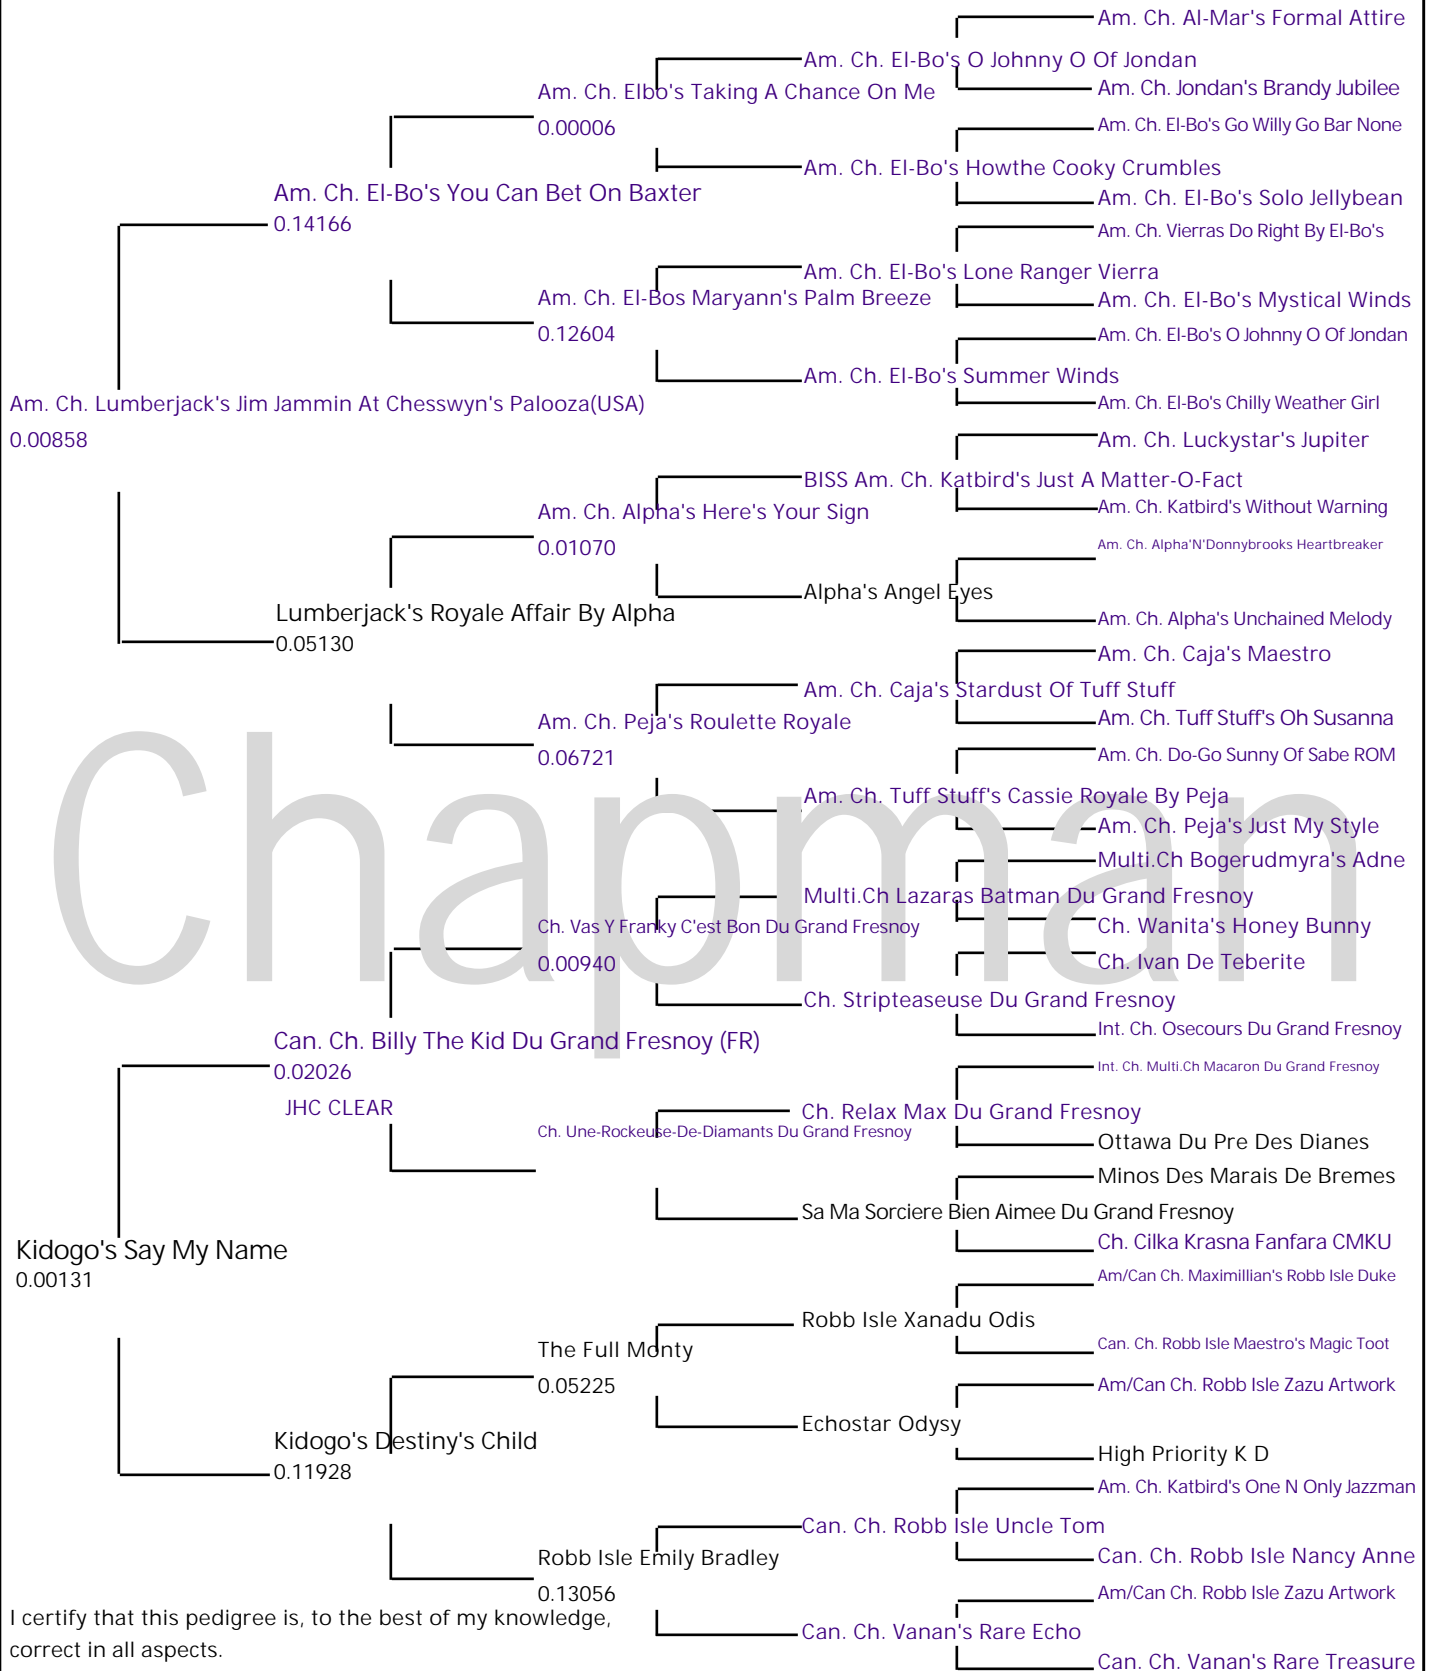 Am. Ch. Al-Mar's Formal Attire
Am. Ch. El-Bo's O Johnny O Of Jondan
Am. Ch. Elbo's Taking A Chance On Me
Am. Ch. Jondan's Brandy Jubilee
0.00006
Am. Ch. El-Bo's Go Willy Go Bar None
Am. Ch. El-Bo's Howthe Cooky Crumbles
Am. Ch. El-Bo's You Can Bet On Baxter
Am. Ch. El-Bo's Solo Jellybean
0.14166
Am. Ch. Vierras Do Right By El-Bo's
Am. Ch. El-Bo's Lone Ranger Vierra
Am. Ch. El-Bos Maryann's Palm Breeze
Am. Ch. El-Bo's Mystical Winds
0.12604
Am. Ch. El-Bo's O Johnny O Of Jondan
Am. Ch. El-Bo's Summer Winds
Am. Ch. Lumberjack's Jim Jammin At Chesswyn's Palooza(USA)
Am. Ch. El-Bo's Chilly Weather Girl
0.00858
Am. Ch. Luckystar's Jupiter
BISS Am. Ch. Katbird's Just A Matter-O-Fact
Am. Ch. Alpha's Here's Your Sign
Am. Ch. Katbird's Without Warning
0.01070
Am. Ch. Alpha'N'Donnybrooks Heartbreaker
Alpha's Angel Eyes
Lumberjack's Royale Affair By Alpha
Am. Ch. Alpha's Unchained Melody
0.05130
Am. Ch. Caja's Maestro
Am. Ch. Caja's Stardust Of Tuff Stuff
Am. Ch. Peja's Roulette Royale
Am. Ch. Tuff Stuff's Oh Susanna
0.06721
Am. Ch. Do-Go Sunny Of Sabe ROM
Am. Ch. Tuff Stuff's Cassie Royale By Peja
Am. Ch. Peja's Just My Style
Chapman
Multi.Ch Bogerudmyra's Adne
Multi.Ch Lazaras Batman Du Grand Fresnoy
Ch. Vas Y Franky C'est Bon Du Grand Fresnoy
Ch. Wanita's Honey Bunny
0.00940
Ch. Ivan De Teberite
Ch. Stripteaseuse Du Grand Fresnoy
Can. Ch. Billy The Kid Du Grand Fresnoy (FR)
Int. Ch. Osecours Du Grand Fresnoy
0.02026
Int. Ch. Multi.Ch Macaron Du Grand Fresnoy
JHC CLEAR
Ch. Relax Max Du Grand Fresnoy
Ch. Une-Rockeuse-De-Diamants Du Grand Fresnoy
Ottawa Du Pre Des Dianes
Minos Des Marais De Bremes
Sa Ma Sorciere Bien Aimee Du Grand Fresnoy
Ch. Cilka Krasna Fanfara CMKU
Kidogo's Say My Name
0.00131
Am/Can Ch. Maximillian's Robb Isle Duke
Robb Isle Xanadu Odis
The Full Monty
Can. Ch. Robb Isle Maestro's Magic Toot
0.05225
Am/Can Ch. Robb Isle Zazu Artwork
Echostar Odysy
Kidogo's Destiny's Child
High Priority K D
0.11928
Am. Ch. Katbird's One N Only Jazzman
Can. Ch. Robb Isle Uncle Tom
Robb Isle Emily Bradley
Can. Ch. Robb Isle Nancy Anne
0.13056
Am/Can Ch. Robb Isle Zazu Artwork
I certify that this pedigree is, to the best of my knowledge,
Can. Ch. Vanan's Rare Echo
correct in all aspects.
Can. Ch. Vanan's Rare Treasure